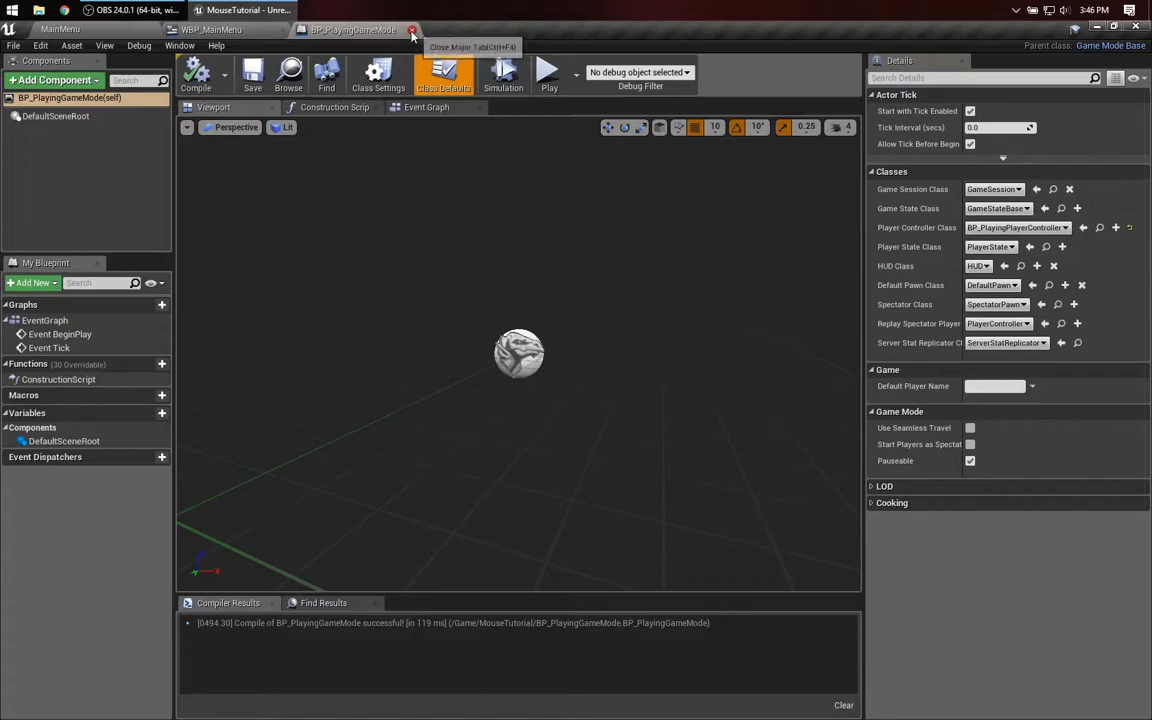 OBS 24.0.1 (64-bit, wi...
MouseTutorial - Unre...
3:46 PM
MainMenu
WBP_MainMenu
BP_PlayingGameMode
File Edit Asset View Debug Window Help
Close Major Tab(Ctrl+F4)
Parent class: Game Mode Base
Components
Add Component
Search
BP_PlayingGameMode(self)
DefaultSceneRoot
Compile
Save
Browse
Find
Class Settings
Class Defaults
Simulation
Play
No debug object selected
Debug Filter
Viewport
Construction Scrip
Event Graph
Perspective
Lit
10
10°
0.25
4
X
Y
Z
My Blueprint
Add New
Search
Graphs
EventGraph
Event BeginPlay
Event Tick
Functions (30 Overridable)
ConstructionScript
Macros
Variables
Components
DefaultSceneRoot
Event Dispatchers
Compiler Results
Find Results
[0494.30] Compile of BP_PlayingGameMode successful! [in 119 ms] (/Game/MouseTutorial/BP_PlayingGameMode.BP_PlayingGameMode)
Clear
Details
Search Details
Actor Tick
Start with Tick Enabled
Tick Interval (secs) 0.0
Allow Tick Before Begin
Classes
Game Session Class GameSession
Game State Class GameStateBase
Player Controller Class BP_PlayingPlayerController
Player State Class PlayerState
HUD Class HUD
Default Pawn Class DefaultPawn
Spectator Class SpectatorPawn
Replay Spectator Player PlayerController
Server Stat Replicator Cl ServerStatReplicator
Game
Default Player Name
Game Mode
Use Seamless Travel
Start Players as Spectat
Pauseable
LOD
Cooking